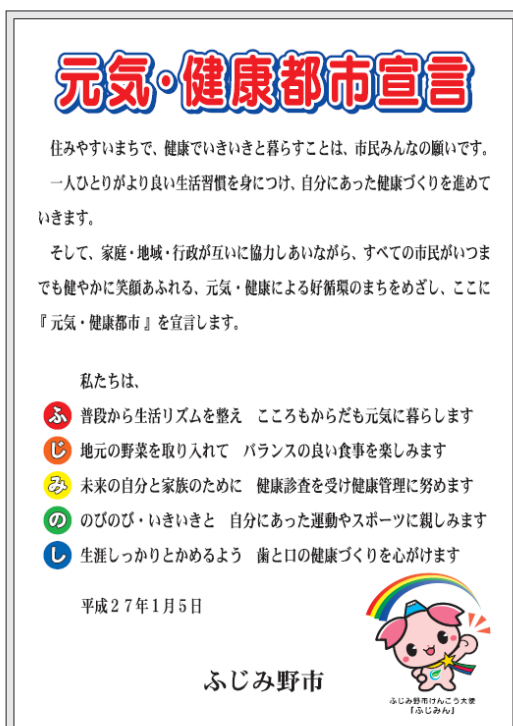 元気・健康都市宣言
住みやすいまちで、健康でいきいきと暮らすことは、市民みんなの願いです。
一人ひとりがより良い生活習慣を身につけ、自分にあった健康づくりを進めて
いきます。
そして、家庭・地域・行政が互いに協力しあいながら、すべての市民がいつま
でも健やかに笑顔あふれる、元気・健康による好循環のまちをめざし、ここに
『元気・健康都市』を宣言します。
私たちは、
ふ 普段から生活リズムを整え　こころもからだも元気に暮らします
じ 地元の野菜を取り入れて　バランスの良い食事を楽しみます
み 未来の自分と家族のために　健康診査を受け健康管理に努めます
の のびのび・いきいきと　自分にあった運動やスポーツに親しみます
し 生涯しっかりとかめるよう　歯と口の健康づくりを心がけます
平成27年1月5日
ふじみ野市
ふじみ野市けんこう大使
「ふじみん」